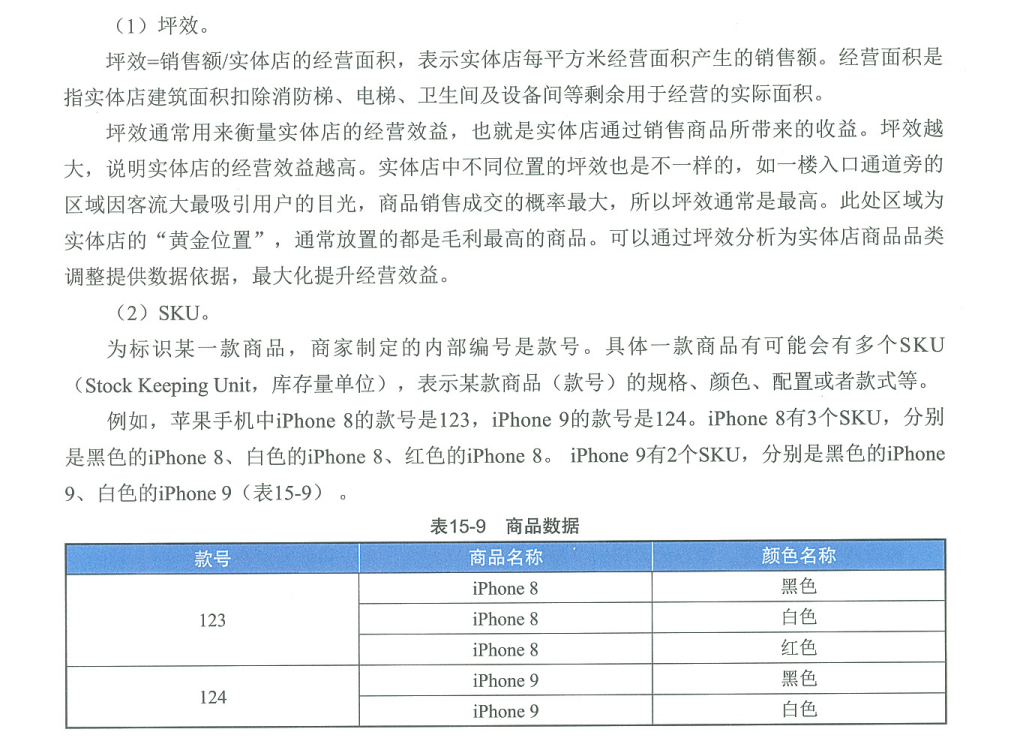 （1）坪效。
坪效=销售额/实体店的经营面积，表示实体店每平方米经营面积产生的销售额。经营面积是
指实体店建筑面积扣除消防梯、电梯、卫生间及设备间等剩余用于经营的实际面积。
坪效通常用来衡量实体店的经营效益，也就是实体店通过销售商品所带来的收益。坪效越
大，说明实体店的经营效益越高。实体店中不同位置的坪效也是不一样的，如一楼入口通道旁的
区域因客流大最吸引用户的目光，商品销售成交的概率最大，所以坪效通常是最高。此处区域为
实体店的“黄金位置”，通常放置的都是毛利最高的商品。可以通过坪效分析为实体店商品品类
调整提供数据依据，最大化提升经营效益。
（2）SKU。
为标识某一款商品，商家制定的内部编号是款号。具体一款商品有可能会有多个SKU
（Stock Keeping Unit，库存量单位），表示某款商品（款号）的规格、颜色、配置或者款式等。
例如，苹果手机中iPhone 8的款号是123，iPhone 9的款号是124。iPhone 8有3个SKU，分别
是黑色的iPhone 8、白色的iPhone 8、红色的iPhone 8。 iPhone 9有2个SKU，分别是黑色的iPhone
9、白色的iPhone 9（表15-9） 。
表15-9 商品数据
款号 商品名称 颜色名称
123
iPhone 8 黑色
iPhone 8 白色
iPhone 8 红色
124
iPhone 9 黑色
iPhone 9 白色